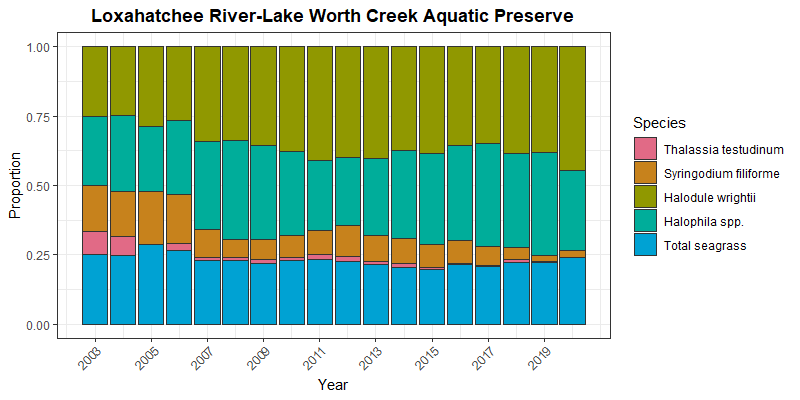 Loxahatchee River-Lake Worth Creek Aquatic Preserve
1.00
0.75
0.50
0.25
0.00
Proportion
2003
2005
2007
2009
2011
2013
2015
2017
2019
Year
Species
Thalassia testudinum
Syringodium filiforme
Halodule wrightii
Halophila spp.
Total seagrass